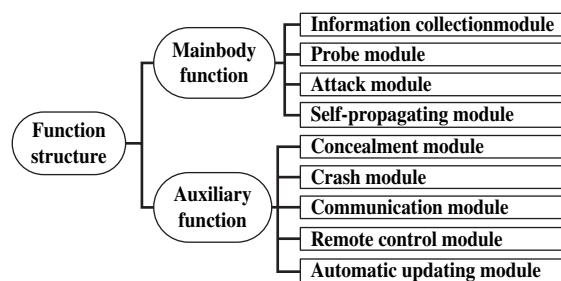 Function
structure
Mainbody
function
Information collectionmodule
Probe module
Attack module
Self-propagating module
Auxiliary
function
Concealment module
Crash module
Communication module
Remote control module
Automatic updating module